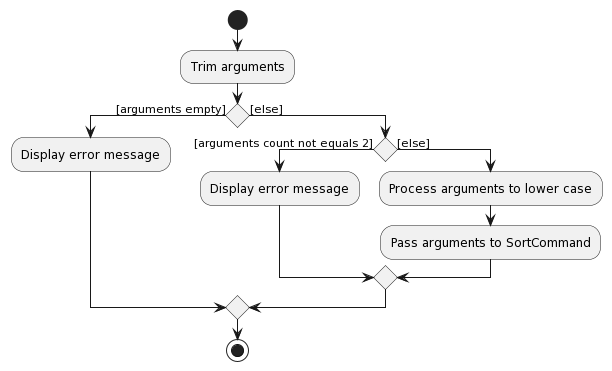 Trim arguments
[arguments empty]
[else]
Display error message
[arguments count not equals 2]
[else]
Display error message
Process arguments to lower case
Pass arguments to SortCommand